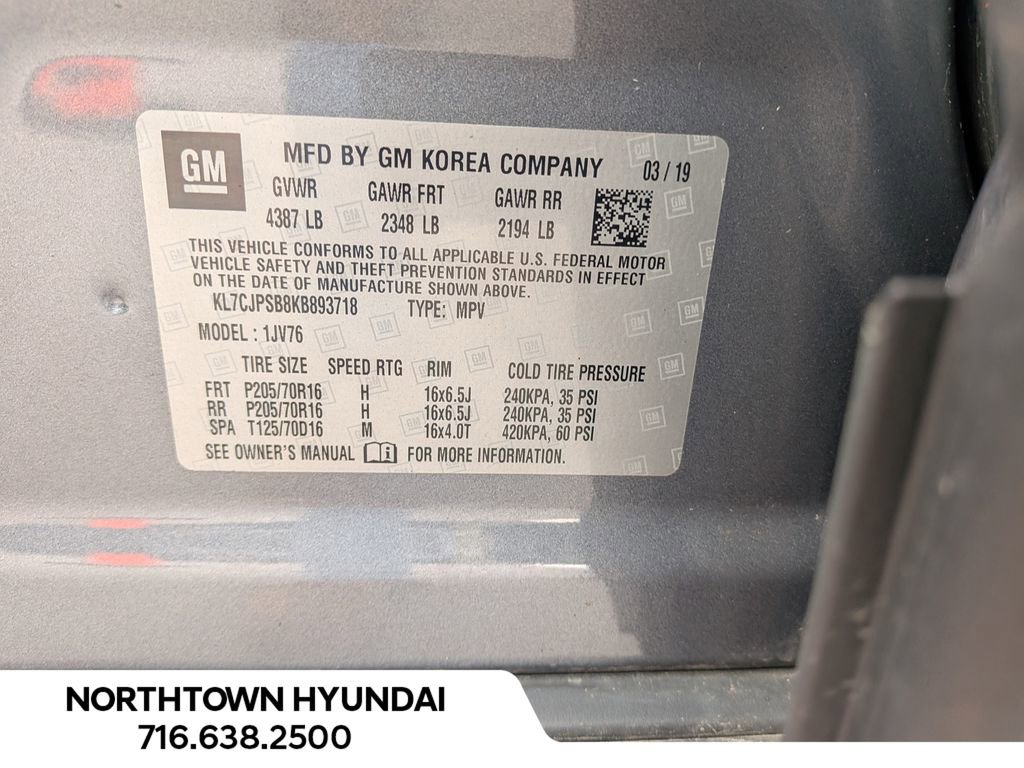 GM
MFD BY GM KOREA COMPANY 03 / 19
GVWR GAWR FRT GAWR RR
4387 LB 2348 LB 2194 LB
THIS VEHICLE CONFORMS TO ALL APPLICABLE U.S. FEDERAL MOTOR
VEHICLE SAFETY AND THEFT PREVENTION STANDARDS IN EFFECT
ON THE DATE OF MANUFACTURE SHOWN ABOVE.
KL7CJPSB8KB893718 TYPE: MPV
MODEL : 1JV76
TIRE SIZE SPEED RTG RIM COLD TIRE PRESSURE
FRT P205/70R16 H 16x6.5J 240KPA, 35 PSI
RR P205/70R16 H 16x6.5J 240KPA, 35 PSI
SPA T125/70D16 M 16x4.0T 420KPA, 60 PSI
SEE OWNER'S MANUAL FOR MORE INFORMATION.
NORTHTOWN HYUNDAI
716.638.2500